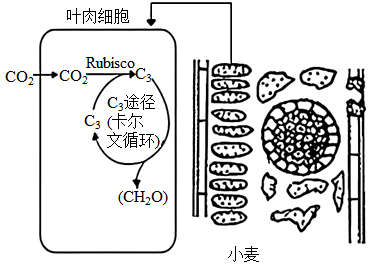 叶肉细胞
Rubisco
CO₂ CO₂ C₃
C₃途径
(卡尔
C₃
文循环)
(CH₂O)
小麦